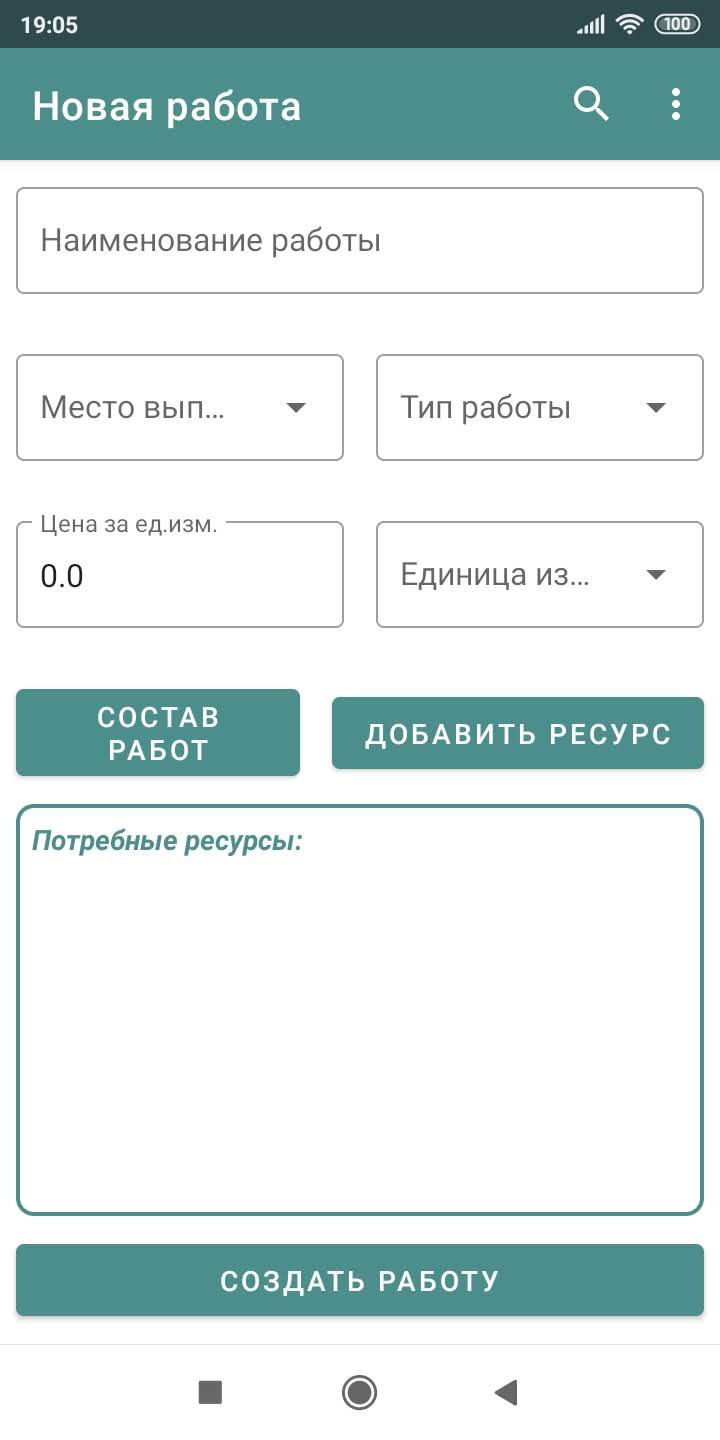 19:05
100
Новая работа
Наименование работы
Место вып...
Тип работы
Цена за ед.изм.
0.0
Единица из...
СОСТАВ
РАБОТ
ДОБАВИТЬ РЕСУРС
Потребные ресурсы:
СОЗДАТЬ РАБОТУ